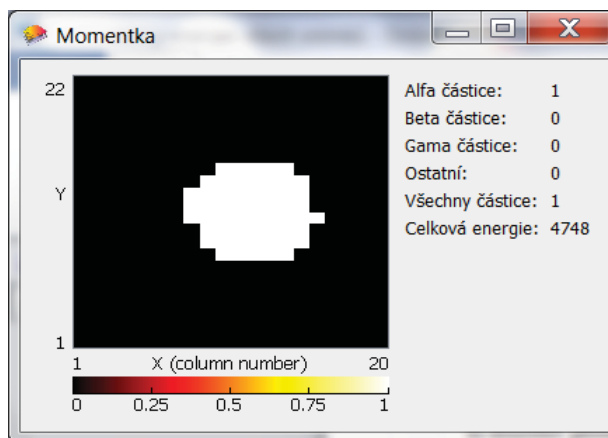 Momentka
22
Y
1
1 X (column number) 20
0 0.25 0.5 0.75 1
Alfa částice: 1
Beta částice: 0
Gama částice: 0
Ostatní: 0
Všechny částice: 1
Celková energie: 4748